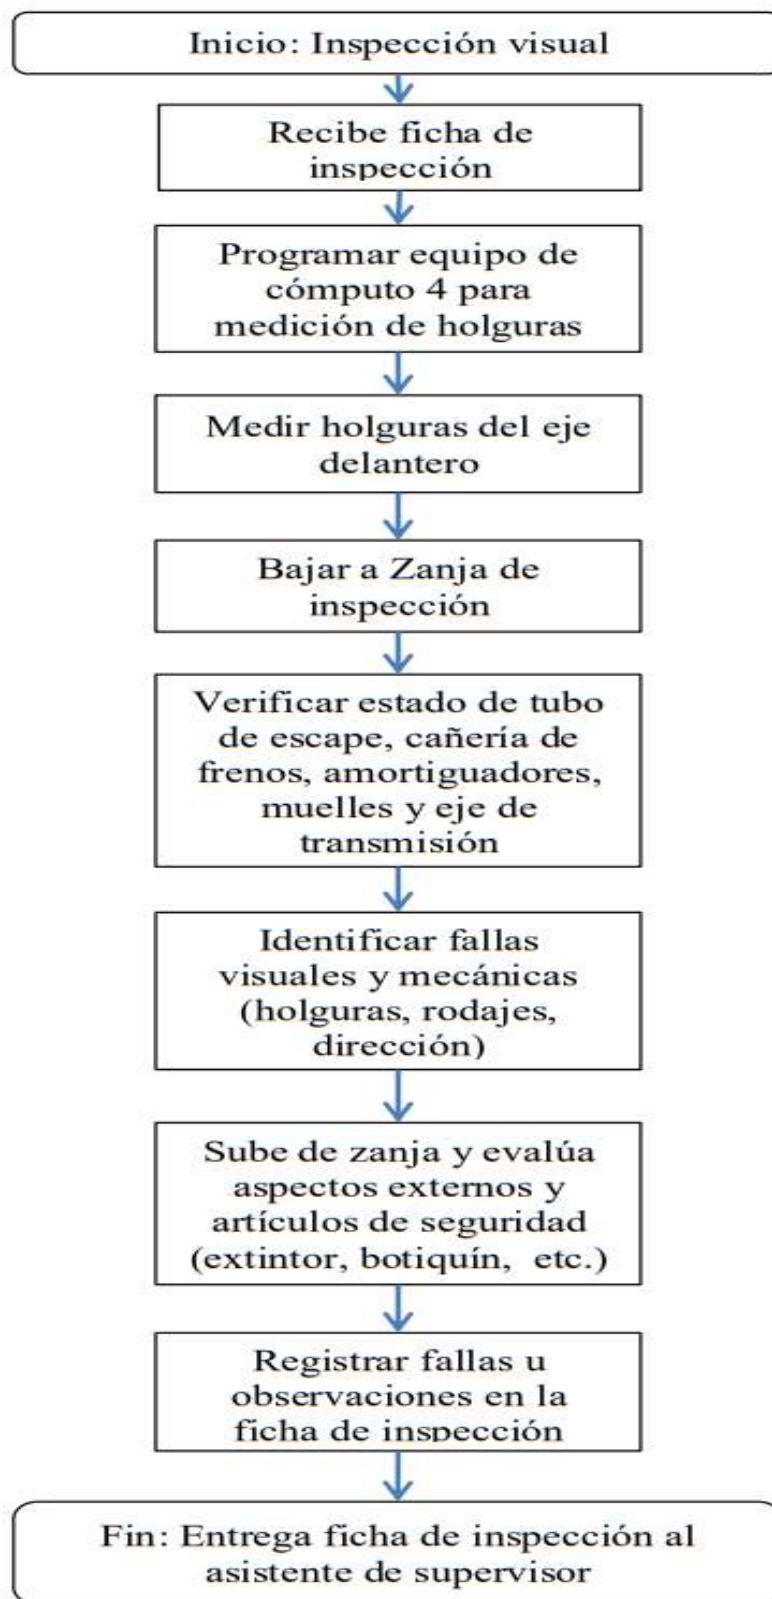 Inicio: Inspección visual
Recibe ficha de
inspección
Programar equipo de
cómputo 4 para
medición de holguras
Medir holguras del eje
delantero
Bajar a Zanja de
inspección
Verificar estado de tubo
de escape, cañería de
frenos, amortiguadores,
muelles y eje de
transmisión
Identificar fallas
visuales y mecánicas
(holguras, rodajes,
dirección)
Sube de zanja y evalúa
aspectos externos y
artículos de seguridad
(extintor, botiquín, etc.)
Registrar fallas u
observaciones en la
ficha de inspección
Fin: Entrega ficha de inspección al
asistente de supervisor